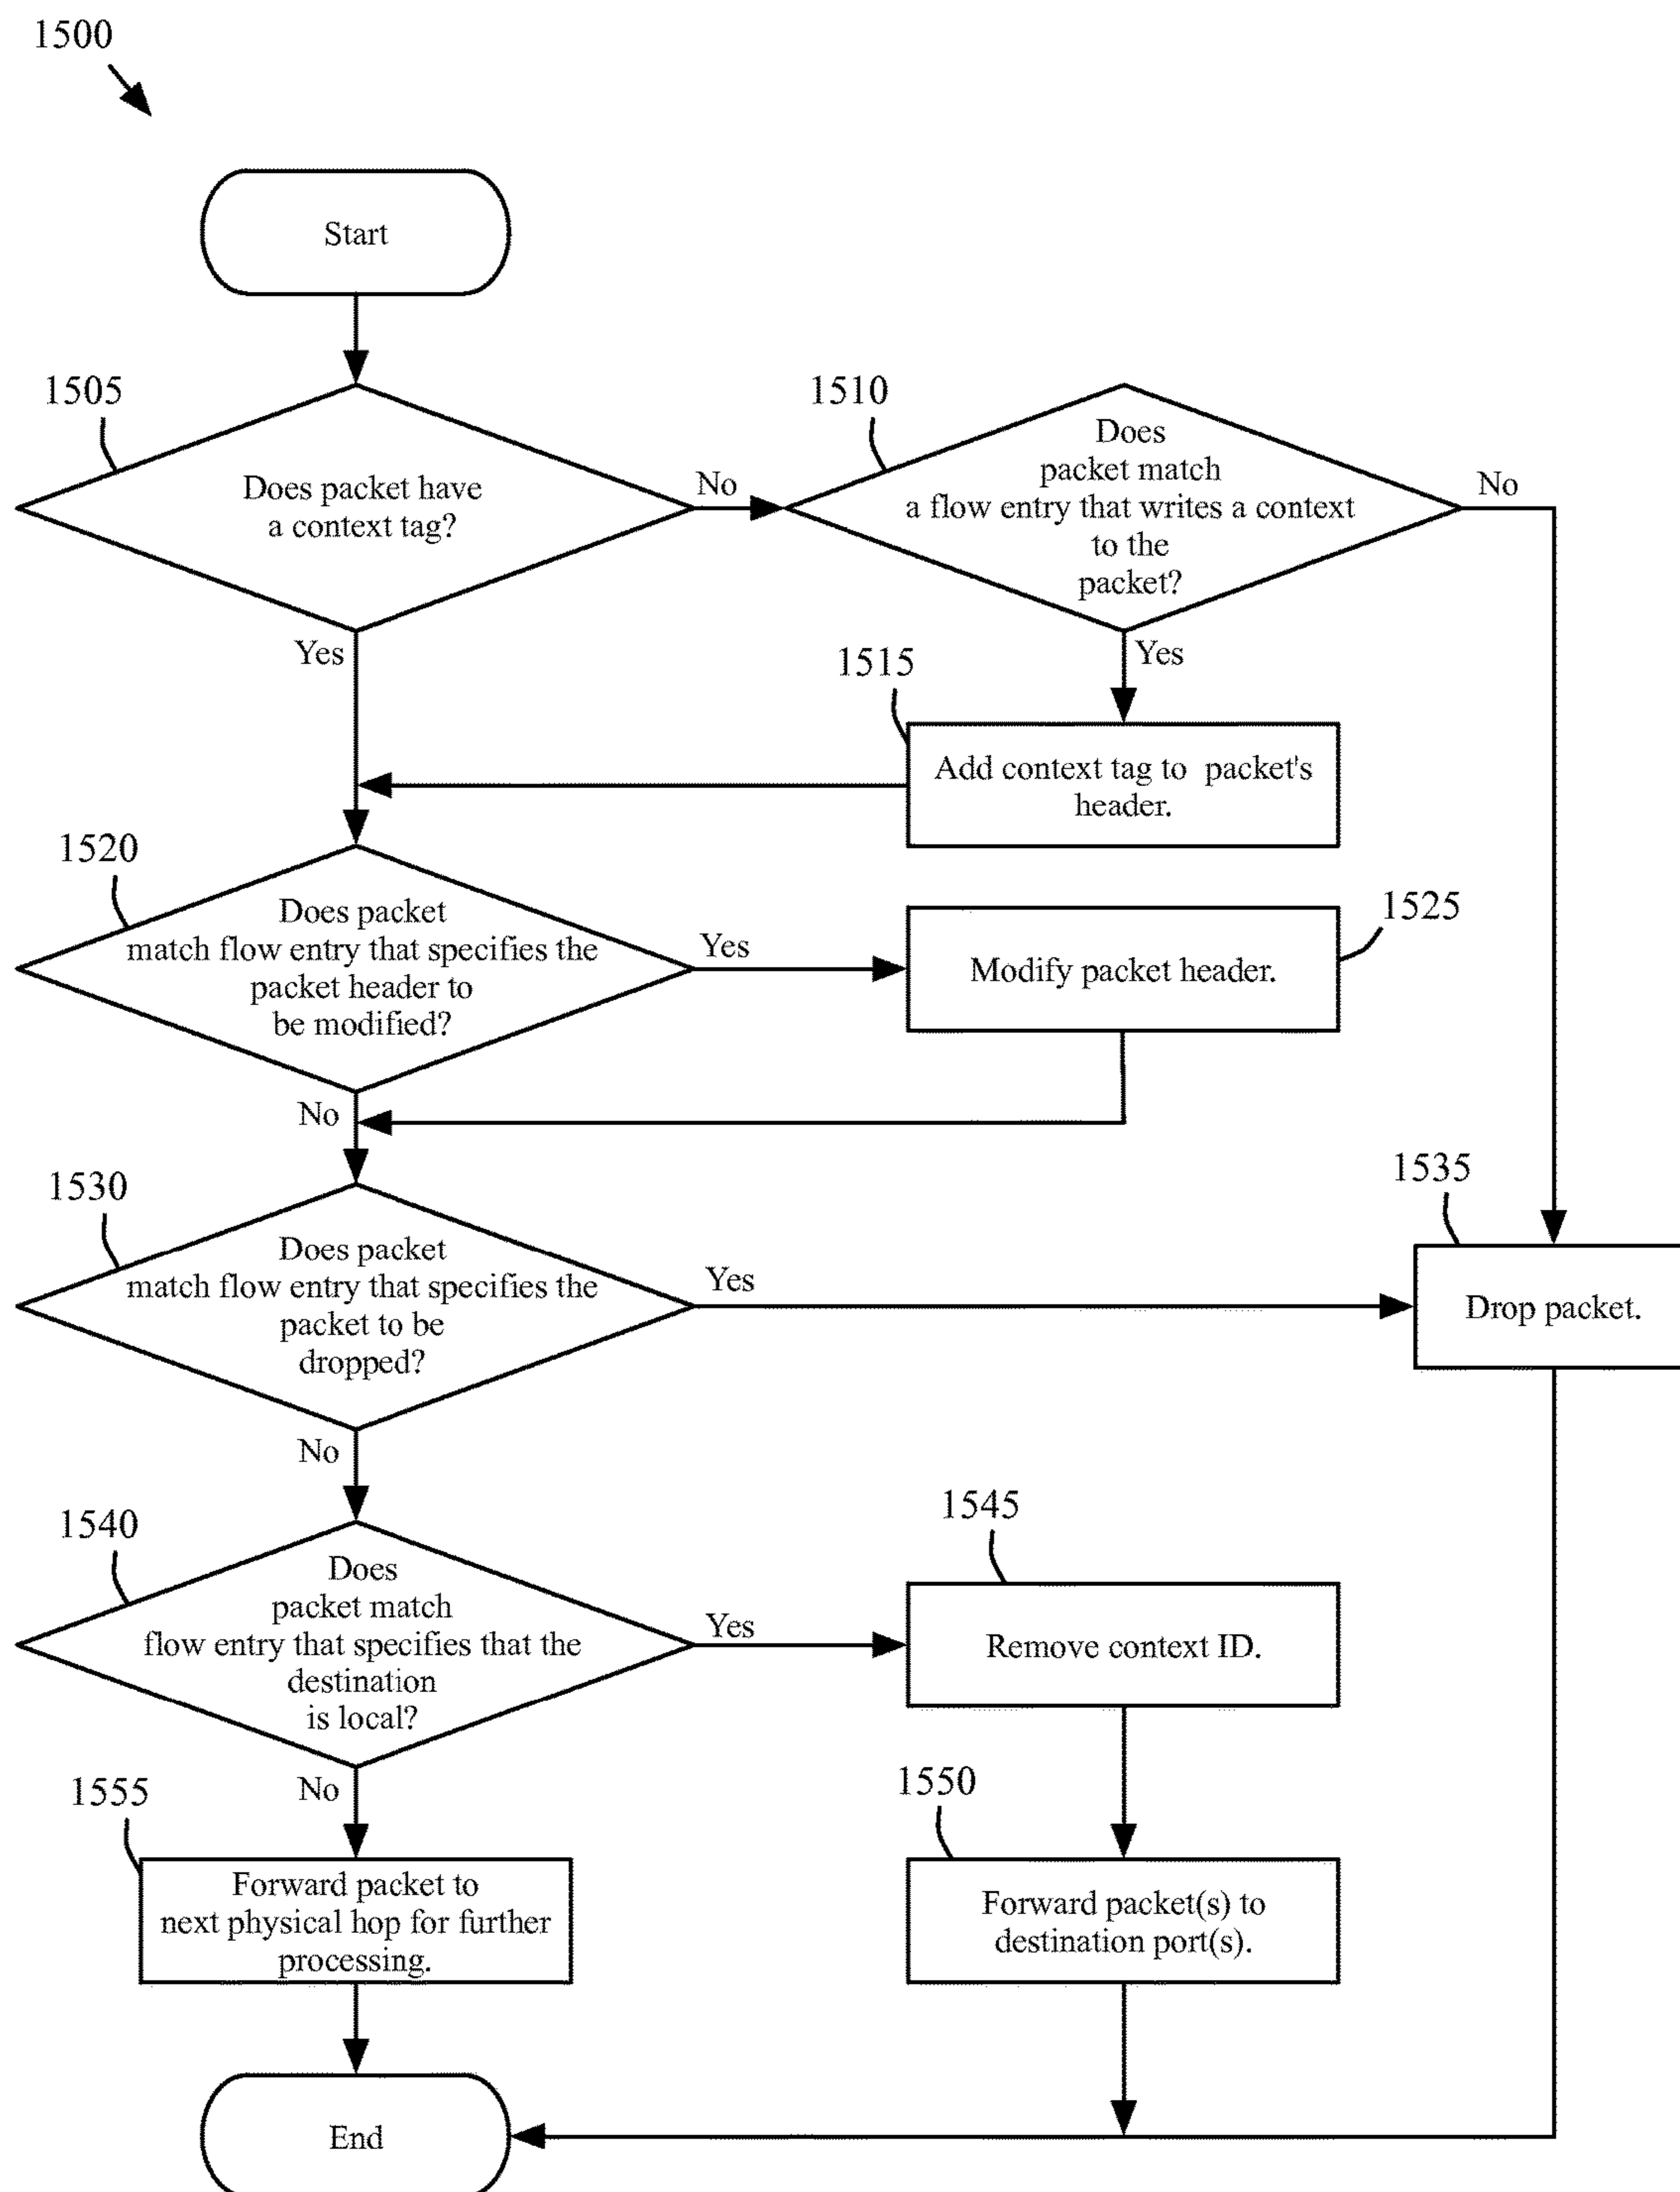 1500
Start
1505
Does packet have
a context tag?
No
1510
Does
packet match
a flow entry that writes a context
to the
packet?
No
Yes
Yes
1515
Add context tag to packet's
header.
1520
Does packet
match flow entry that specifies the
packet header to
be modified?
Yes
Modify packet header.
1525
No
1530
Does packet
match flow entry that specifies the
packet to be
dropped?
Yes
1535
Drop packet.
No
1540
Does
packet match
flow entry that specifies that the
destination
is local?
Yes
1545
Remove context ID.
No
1555
Forward packet to
next physical hop for further
processing.
1550
Forward packet(s) to
destination port(s).
End